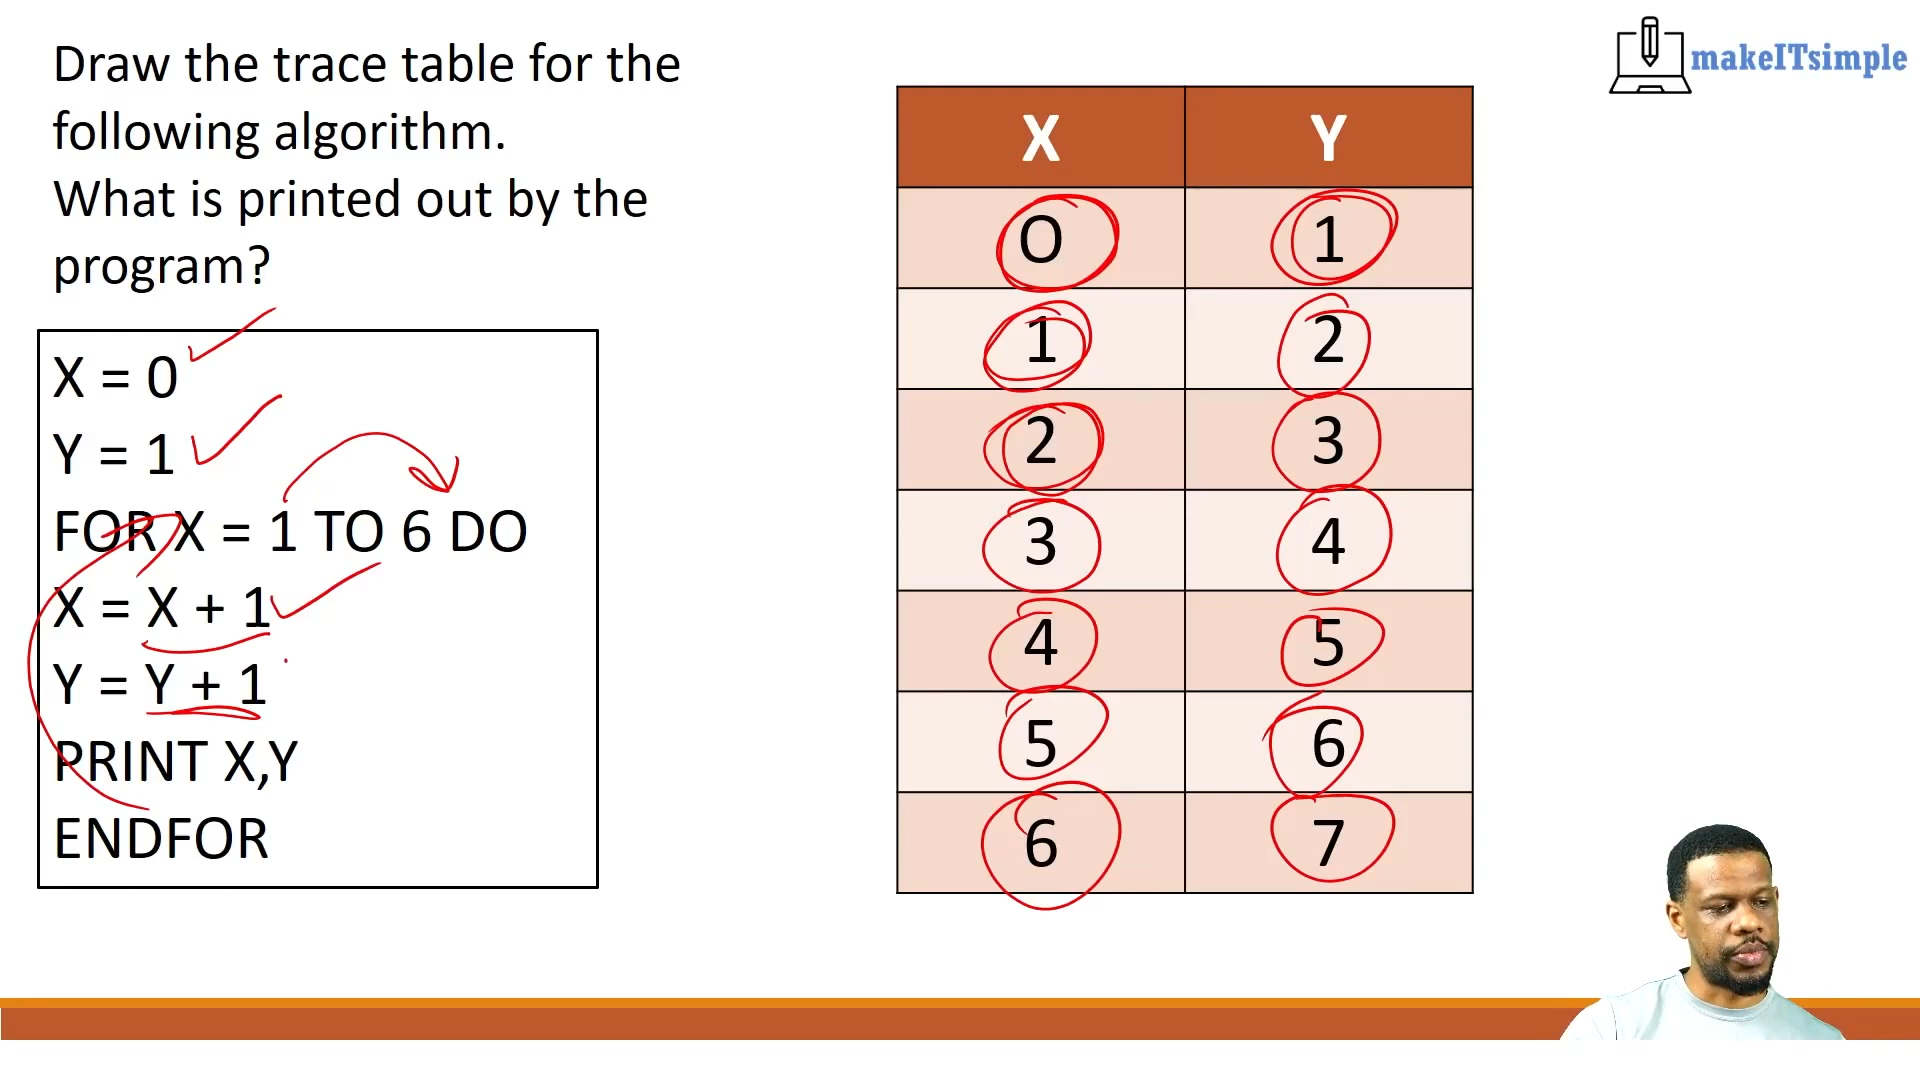 Draw the trace table for the
following algorithm.
What is printed out by the
program?
X = 0
Y = 1
FOR X = 1 TO 6 DO
X = X + 1
Y = Y + 1
PRINT X,Y
ENDFOR
X Y
0 1
1 2
2 3
3 4
4 5
5 6
6 7
makeITsimple